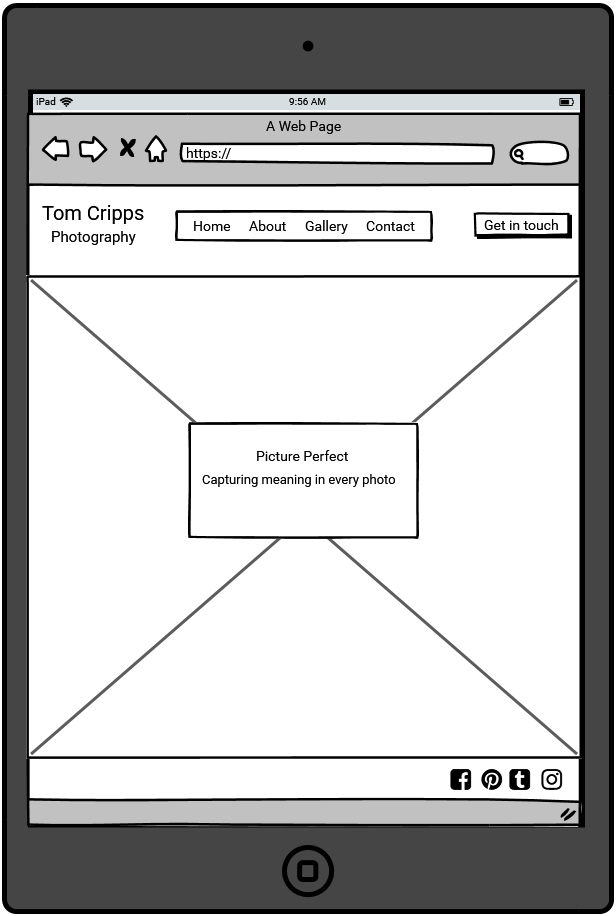 iPad
9:56 AM
A Web Page
https://
Tom Cripps
Photography
Home About Gallery Contact
Get in touch
Picture Perfect
Capturing meaning in every photo